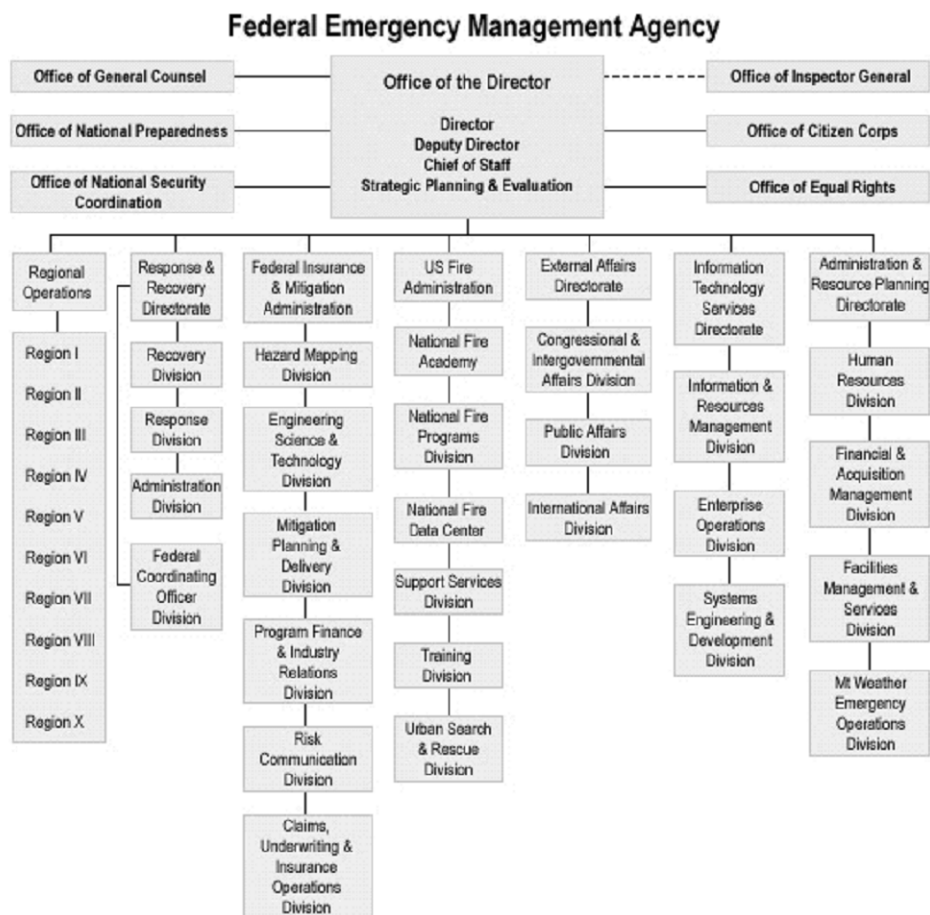 Federal Emergency Management Agency
Office of General Counsel
Office of National Preparedness
Office of National Security
Coordination
Office of the Director
Director
Deputy Director
Chief of Staff
Strategic Planning & Evaluation
Office of Inspector General
Office of Citizen Corps
Office of Equal Rights
Regional
Operations
Region I
Region II
Region III
Region IV
Region V
Region VI
Region VII
Region VIII
Region IX
Region X
Response &
Recovery
Directorate
Recovery
Division
Response
Division
Administration
Division
Federal
Coordinating
Officer
Division
Federal Insurance
& Mitigation
Administration
Hazard Mapping
Division
Engineering
Science &
Technology
Division
Mitigation
Planning &
Delivery
Division
Program Finance
& Industry
Relations
Division
Risk
Communication
Division
Claims,
Underwriting &
Insurance
Operations
Division
US Fire
Administration
National Fire
Academy
National Fire
Programs
Division
National Fire
Data Center
Support Services
Division
Training
Division
Urban Search
& Rescue
Division
External Affairs
Directorate
Congressional &
Intergovernmental
Affairs Division
Public Affairs
Division
International Affairs
Division
Information
Technology
Services
Directorate
Information &
Resources
Management
Division
Enterprise
Operations
Division
Systems
Engineering &
Development
Division
Administration &
Resource Planning
Directorate
Human
Resources
Division
Financial &
Acquisition
Management
Division
Facilities
Management &
Services
Division
Mt Weather
Emergency
Operations
Division